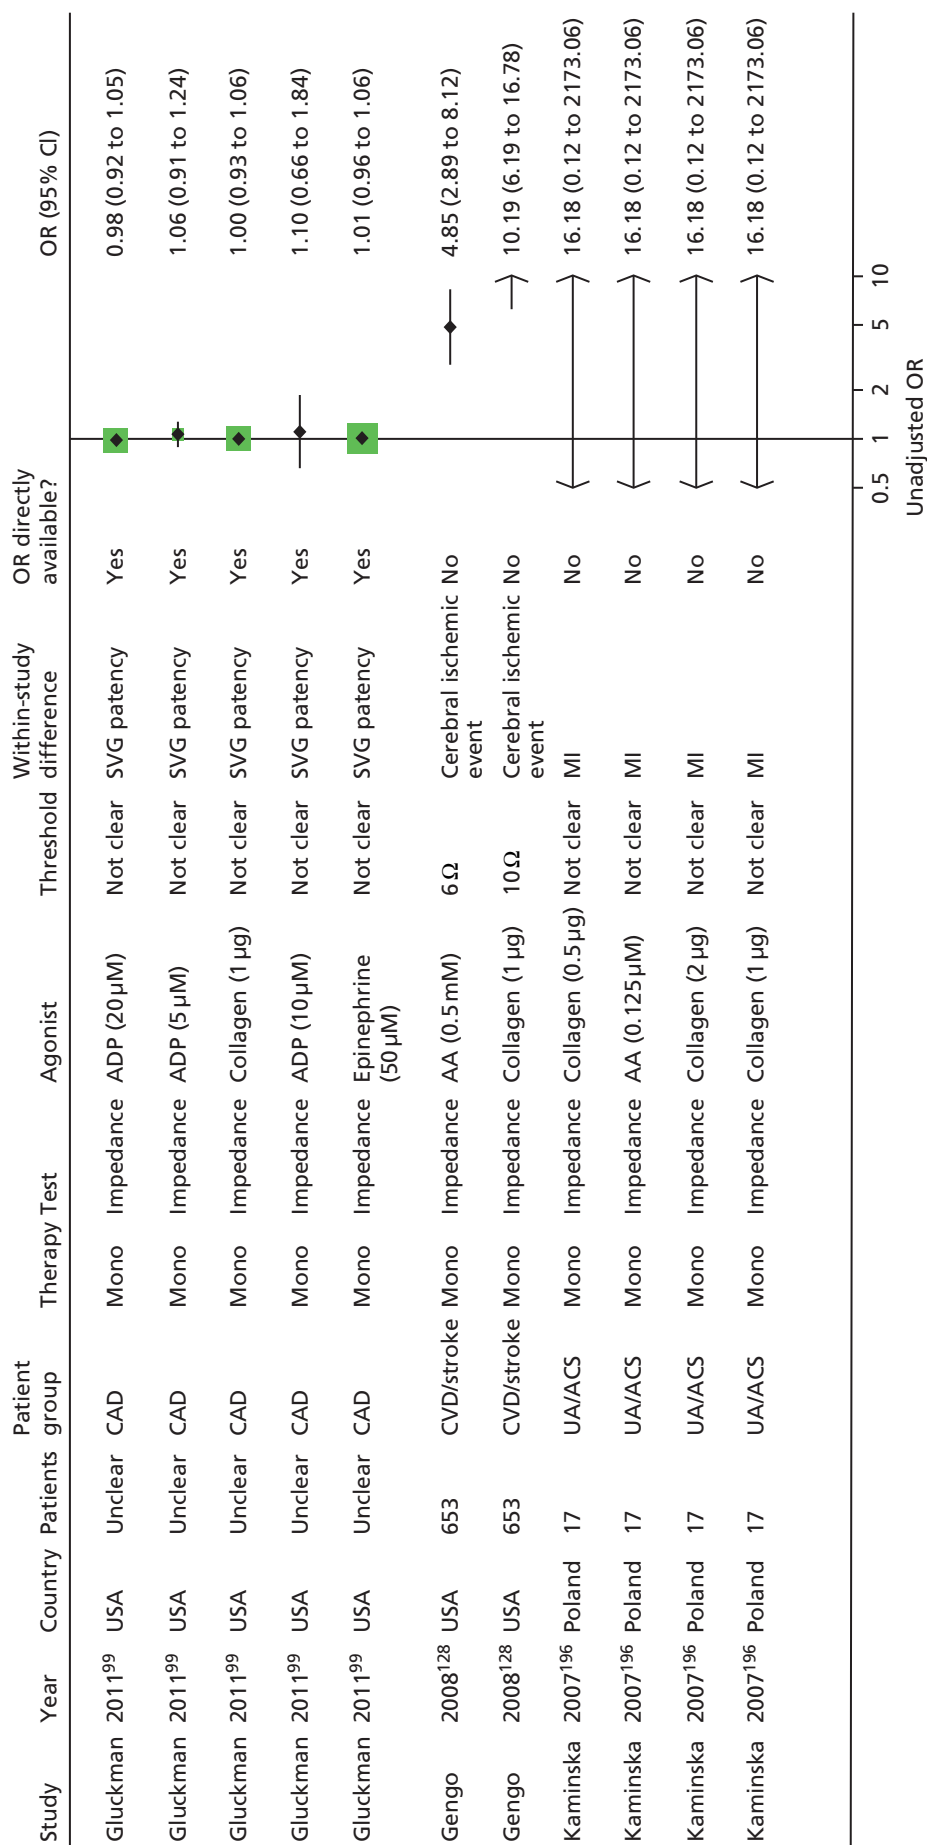 Study Year Country Patients Patient group Therapy Test Agonist Threshold Within-study difference OR directly available? OR (95% CI)
Gluckman 2011⁹⁹ USA Unclear CAD Mono Impedance ADP (20 µM) Not clear SVG patency Yes 0.98 (0.92 to 1.05)
Gluckman 2011⁹⁹ USA Unclear CAD Mono Impedance ADP (5 µM) Not clear SVG patency Yes 1.06 (0.91 to 1.24)
Gluckman 2011⁹⁹ USA Unclear CAD Mono Impedance Collagen (1 µg) Not clear SVG patency Yes 1.00 (0.93 to 1.06)
Gluckman 2011⁹⁹ USA Unclear CAD Mono Impedance ADP (10 µM) Not clear SVG patency Yes 1.10 (0.66 to 1.84)
Gluckman 2011⁹⁹ USA Unclear CAD Mono Impedance Epinephrine (50 µM) Not clear SVG patency Yes 1.01 (0.96 to 1.06)
Gengo 2008¹²⁸ USA 653 CVD/stroke Mono Impedance AA (0.5 mM) 6 Ω Cerebral ischemic event No 4.85 (2.89 to 8.12)
Gengo 2008¹²⁸ USA 653 CVD/stroke Mono Impedance Collagen (1 µg) 10 Ω Cerebral ischemic event No 10.19 (6.19 to 16.78)
Kaminska 2007¹⁹⁶ Poland 17 UA/ACS Mono Impedance Collagen (0.5 µg) Not clear MI No 16.18 (0.12 to 2173.06)
Kaminska 2007¹⁹⁶ Poland 17 UA/ACS Mono Impedance AA (0.125 µM) Not clear MI No 16.18 (0.12 to 2173.06)
Kaminska 2007¹⁹⁶ Poland 17 UA/ACS Mono Impedance Collagen (2 µg) Not clear MI No 16.18 (0.12 to 2173.06)
Kaminska 2007¹⁹⁶ Poland 17 UA/ACS Mono Impedance Collagen (1 µg) Not clear MI No 16.18 (0.12 to 2173.06)
0.5 1 2 5 10
Unadjusted OR